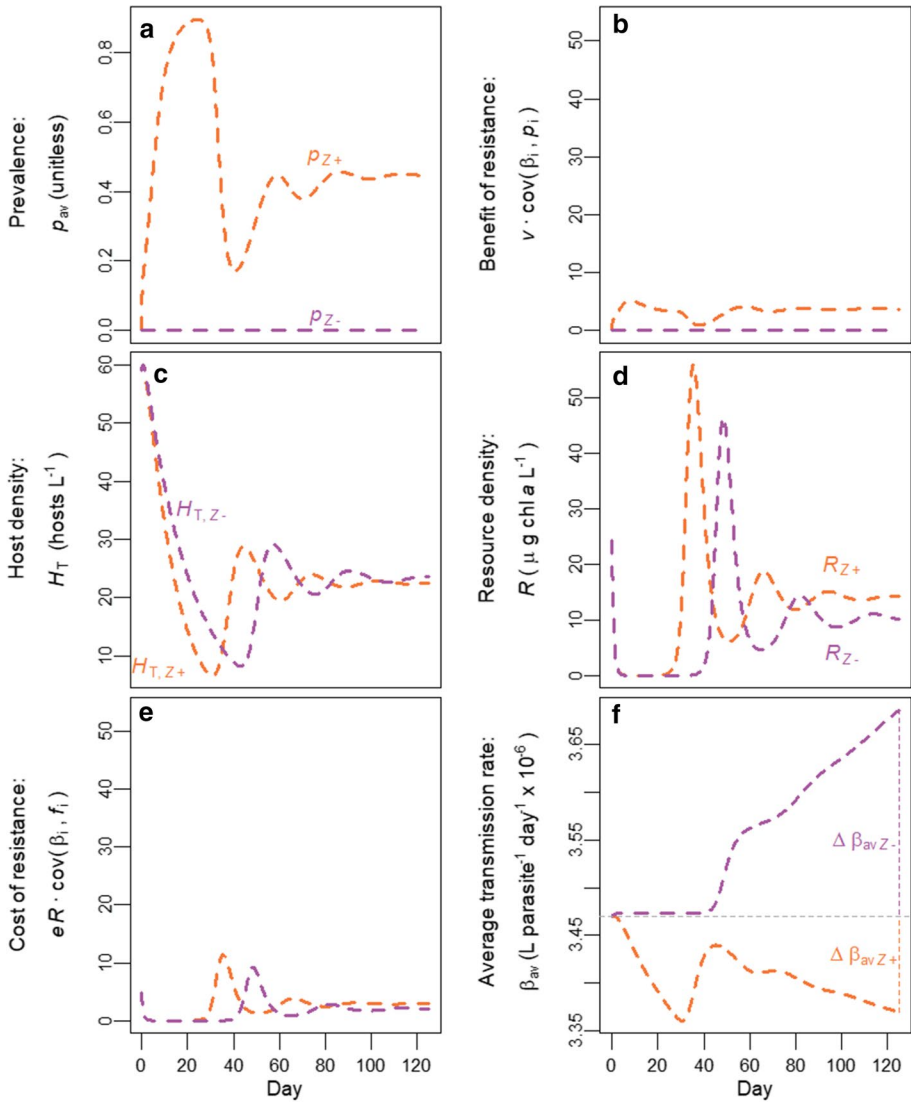 a
Prevalence:
p_av (unitless)
0.0 0.2 0.4 0.6 0.8
p_Z+
p_Z-
b
Benefit of resistance:
v · cov(β_i, p_i)
0 10 20 30 40 50
c
Host density:
H_T (hosts L⁻¹)
10 20 30 40 50 60
H_T,Z-
H_T,Z+
d
Resource density:
R (μ g chl a L⁻¹)
0 10 20 30 40 50
R_Z+
R_Z-
e
Cost of resistance:
eR · cov(β_i, f_i)
0 10 20 30 40 50
0 20 40 60 80 100 120
Day
f
Average transmission rate:
β_av (L parasite⁻¹ day⁻¹ x 10⁻⁶)
3.35 3.45 3.55 3.65
Δ β_av Z-
Δ β_av Z+
0 20 40 60 80 100 120
Day